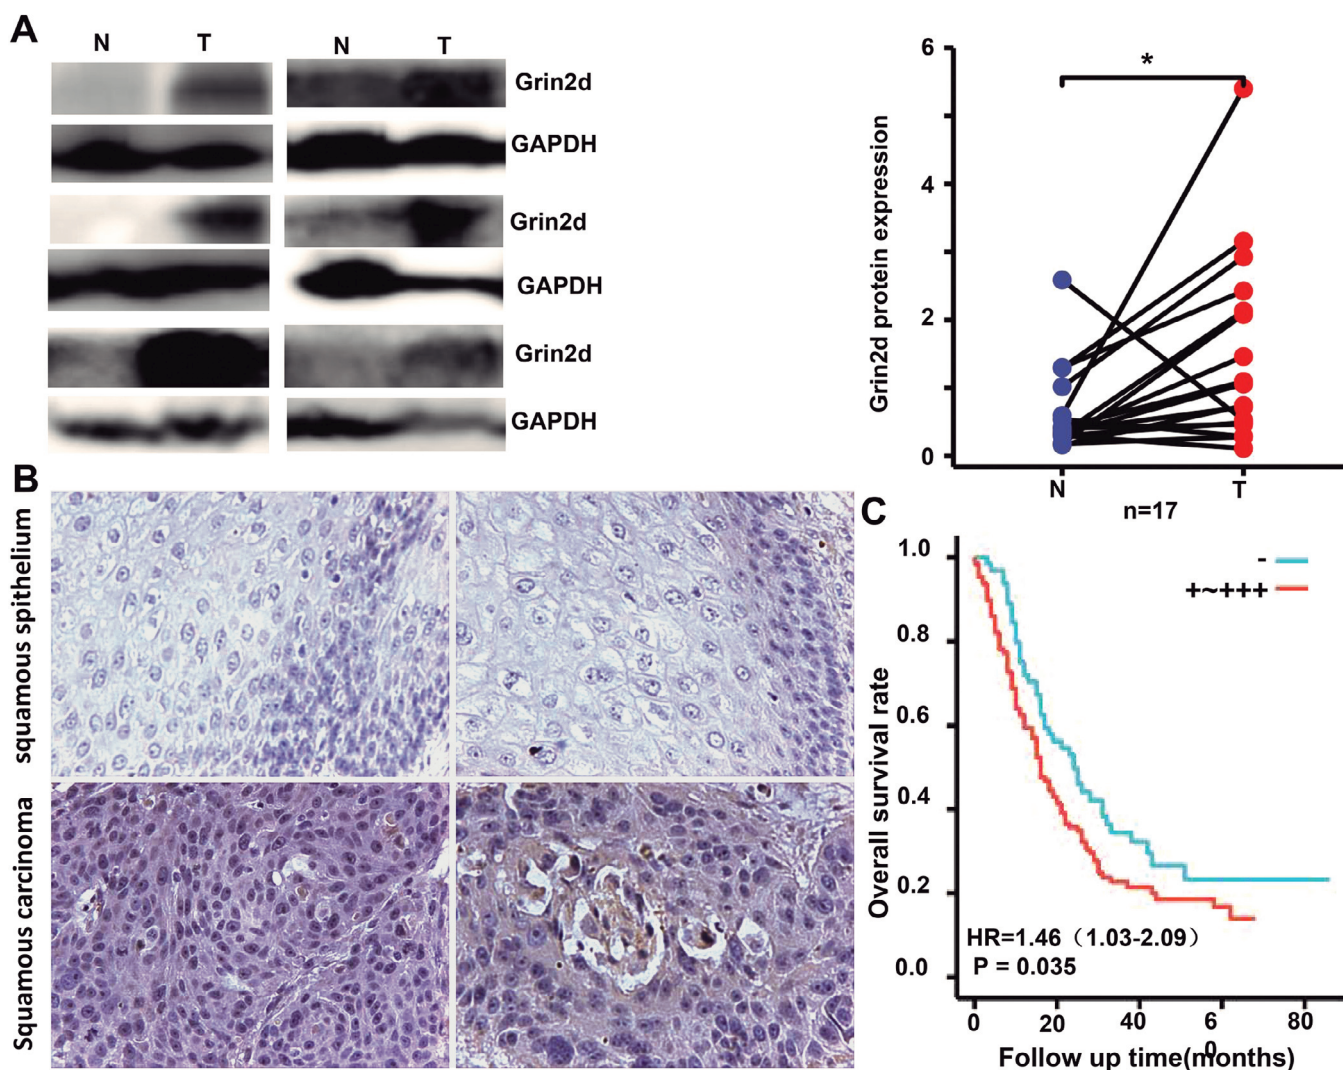 A
N T
N T
Grin2d
GAPDH
Grin2d
GAPDH
Grin2d
GAPDH
Grin2d protein expression
6
4
2
0
*
N T
n=17
B
squamous spithelium
Squamous carcinoma
C
Overall survival rate
1.0
0.8
0.6
0.4
0.2
0.0
-
+~+++
HR=1.46（1.03-2.09）
P = 0.035
0 20 40 60 80
Follow up time(months)